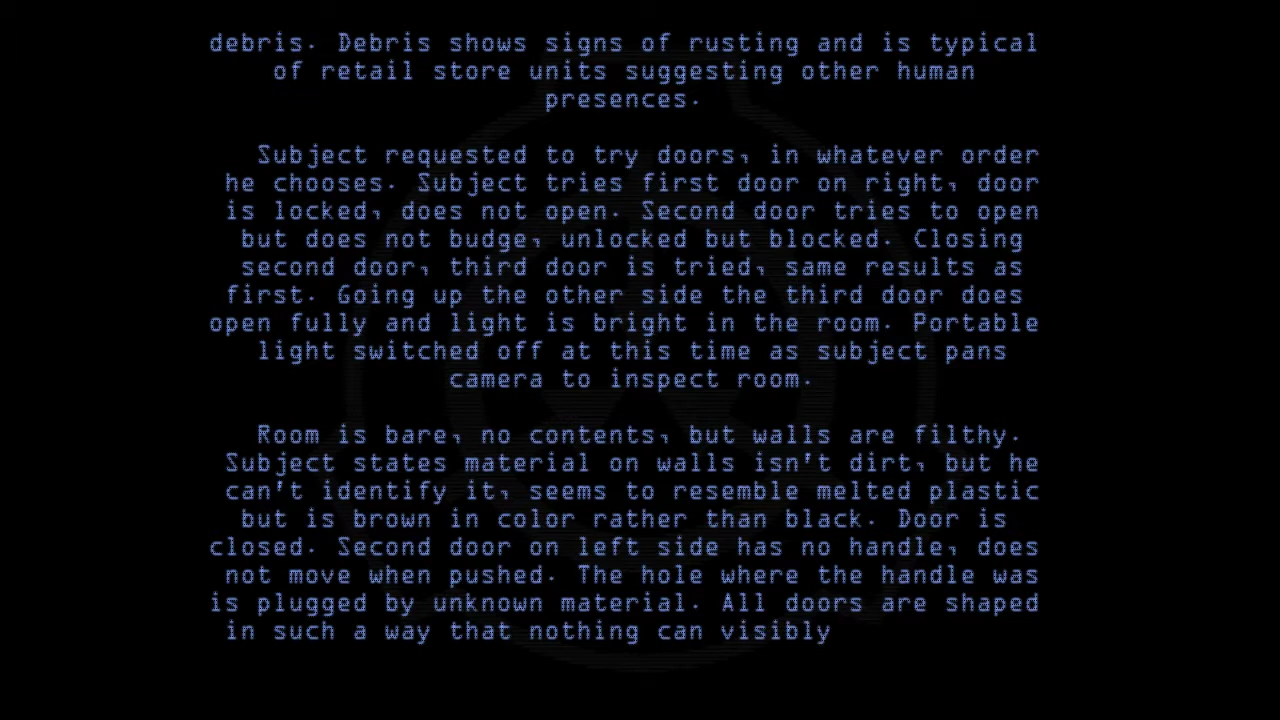 debris. Debris shows signs of rusting and is typical
of retail store units suggesting other human
presences.
Subject requested to try doors, in whatever order
he chooses. Subject tries first door on right, door
is locked, does not open. Second door tries to open
but does not budge, unlocked but blocked. Closing
second door, third door is tried, same results as
first. Going up the other side the third door does
open fully and light is bright in the room. Portable
light switched off at this time as subject pans
camera to inspect room.
Room is bare, no contents, but walls are filthy.
Subject states material on walls isn't dirt, but he
can't identify it, seems to resemble melted plastic
but is brown in color rather than black. Door is
closed. Second door on left side has no handle, does
not move when pushed. The hole where the handle was
is plugged by unknown material. All doors are shaped
in such a way that nothing can visibly